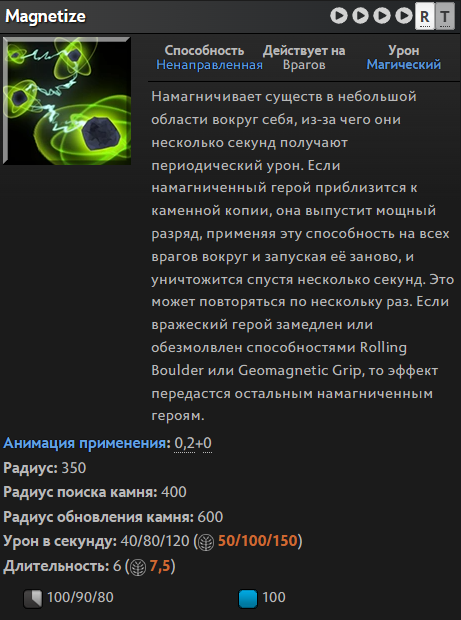 Magnetize
R T
Способность Действует на Урон
Ненаправленная Врагов Магический
Намагничивает существ в небольшой
области вокруг себя, из-за чего они
несколько секунд получают
периодический урон. Если
намагниченный герой приблизится к
каменной копии, она выпустит мощный
разряд, применяя эту способность на всех
врагов вокруг и запуская её заново, и
уничтожится спустя несколько секунд. Это
может повторяться по нескольку раз. Если
вражеский герой замедлен или
обезмолвлен способностями Rolling
Boulder или Geomagnetic Grip, то эффект
передастся остальным намагниченным
героям.
Анимация применения: 0,2+0
Радиус: 350
Радиус поиска камня: 400
Радиус обновления камня: 600
Урон в секунду: 40/80/120 (50/100/150)
Длительность: 6 (7,5)
100/90/80 100